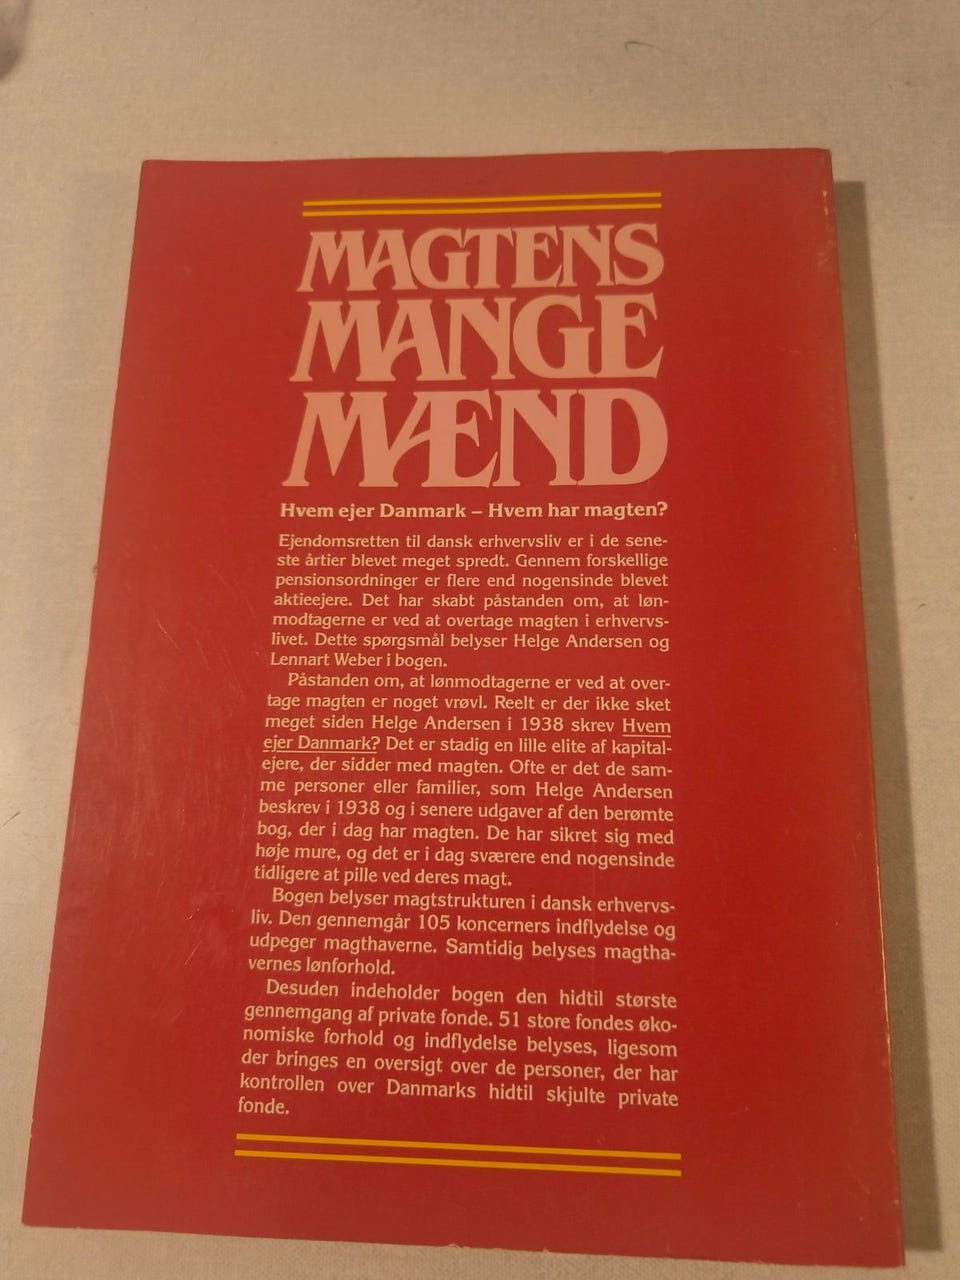 MAGTENS
MANGE
MÆND
Hvem ejer Danmark – Hvem har magten?
Ejendomsretten til dansk erhvervsliv er i de sene-
ste årtier blevet meget spredt. Gennem forskellige
pensionsordninger er flere end nogensinde blevet
aktieejere. Det har skabt påstanden om, at løn-
modtagerne er ved at overtage magten i erhvervs-
livet. Dette spørgsmål belyser Helge Andersen og
Lennart Weber i bogen.
Påstanden om, at lønmodtagerne er ved at over-
tage magten er noget vrøvl. Reelt er der ikke sket
meget siden Helge Andersen i 1938 skrev Hvem
ejer Danmark? Det er stadig en lille elite af kapital-
ejere, der sidder med magten. Ofte er det de sam-
me personer eller familier, som Helge Andersen
beskrev i 1938 og i senere udgaver af den berømte
bog, der i dag har magten. De har sikret sig med
høje mure, og det er i dag sværere end nogensinde
tidligere at pille ved deres magt.
Bogen belyser magtstrukturen i dansk erhvervs-
liv. Den gennemgår 105 koncerners indflydelse og
udpeger magthaverne. Samtidig belyses magtha-
vernes lønforhold.
Desuden indeholder bogen den hidtil største
gennemgang af private fonde. 51 store fondes øko-
nomiske forhold og indflydelse belyses, ligesom
der bringes en oversigt over de personer, der har
kontrollen over Danmarks hidtil skjulte private
fonde.